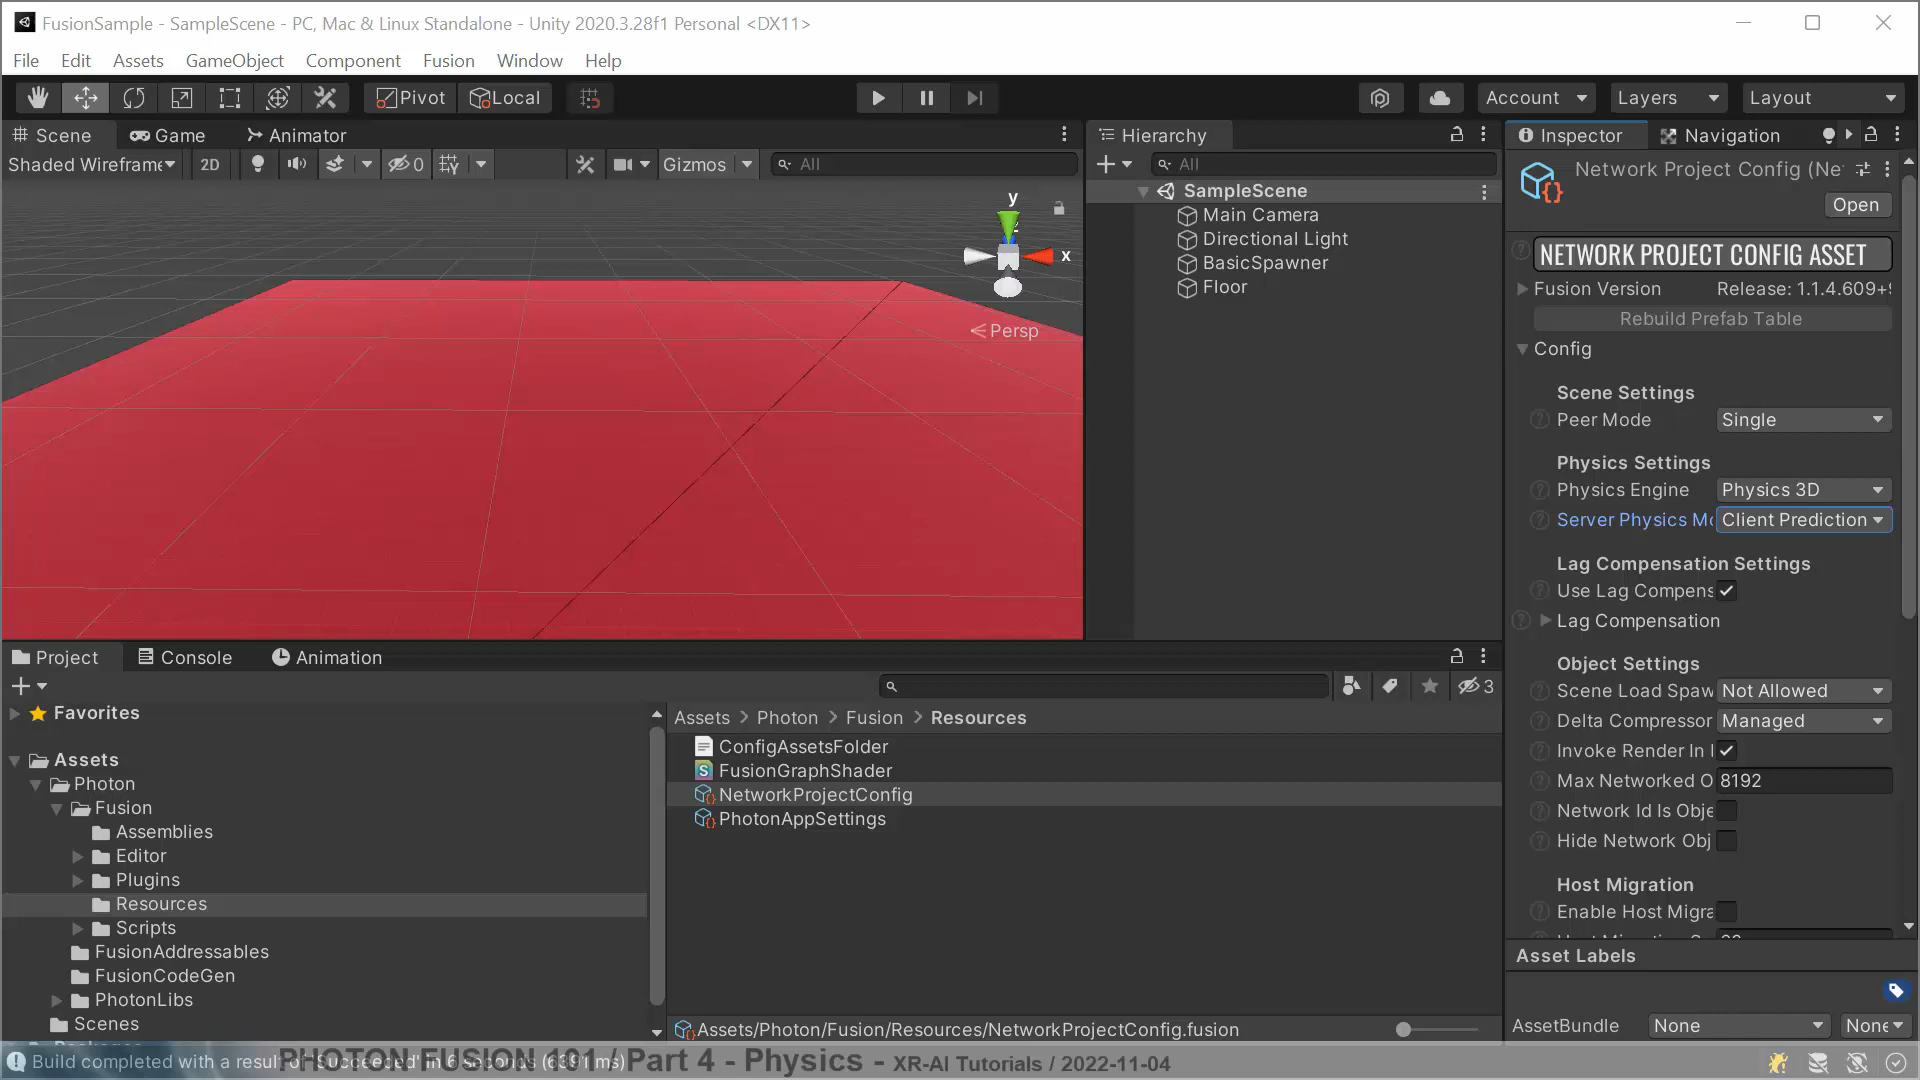 FusionSample - SampleScene - PC, Mac & Linux Standalone - Unity 2020.3.28f1 Personal <DX11>
File Edit Assets GameObject Component Fusion Window Help
Pivot Local Account Layers Layout
Scene Game Animator
Shaded Wireframe 2D 0 Gizmos All
y
x
Persp
Hierarchy
All
SampleScene
Main Camera
Directional Light
BasicSpawner
Floor
Inspector Navigation
Network Project Config (Ne
Open
NETWORK PROJECT CONFIG ASSET
Fusion Version Release: 1.1.4.609+
Rebuild Prefab Table
Config
Scene Settings
Peer Mode Single
Physics Settings
Physics Engine Physics 3D
Server Physics Mo Client Prediction
Lag Compensation Settings
Use Lag Compens
Lag Compensation
Object Settings
Scene Load Spaw Not Allowed
Delta Compressor Managed
Invoke Render In
Max Networked O 8192
Network Id Is Obje
Hide Network Obj
Host Migration
Enable Host Migra
Asset Labels
AssetBundle None None
Project Console Animation
3
Favorites
Assets
Photon
Fusion
Assemblies
Editor
Plugins
Resources
Scripts
FusionAddressables
FusionCodeGen
PhotonLibs
Scenes
Assets > Photon > Fusion > Resources
ConfigAssetsFolder
FusionGraphShader
NetworkProjectConfig
PhotonAppSettings
Assets/Photon/Fusion/Resources/NetworkProjectConfig.fusion
Build completed with a result of 'Succeeded' in 6 seconds (6391 ms)
PHOTON FUSION 101 / Part 4 - Physics - XR-AI Tutorials / 2022-11-04